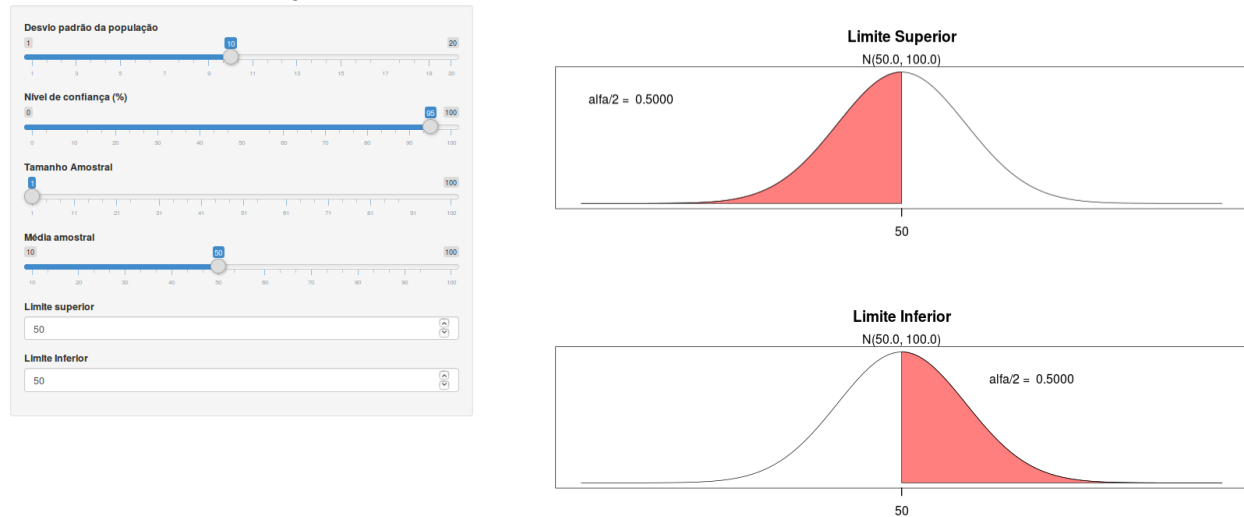 Desvio padrão da população
1 10 20
1 3 5 7 9 11 13 15 17 19 20
Nível de confiança (%)
0 95 100
0 10 20 30 40 50 60 70 80 90 100
Tamanho Amostral
1 100
1 11 21 31 41 51 61 71 81 91 100
Média amostral
10 50 100
10 20 30 40 50 60 70 80 90 100
Limite superior
50
Limite Inferior
50
Limite Superior
N(50.0, 100.0)
alfa/2 = 0.5000
50
Limite Inferior
N(50.0, 100.0)
alfa/2 = 0.5000
50